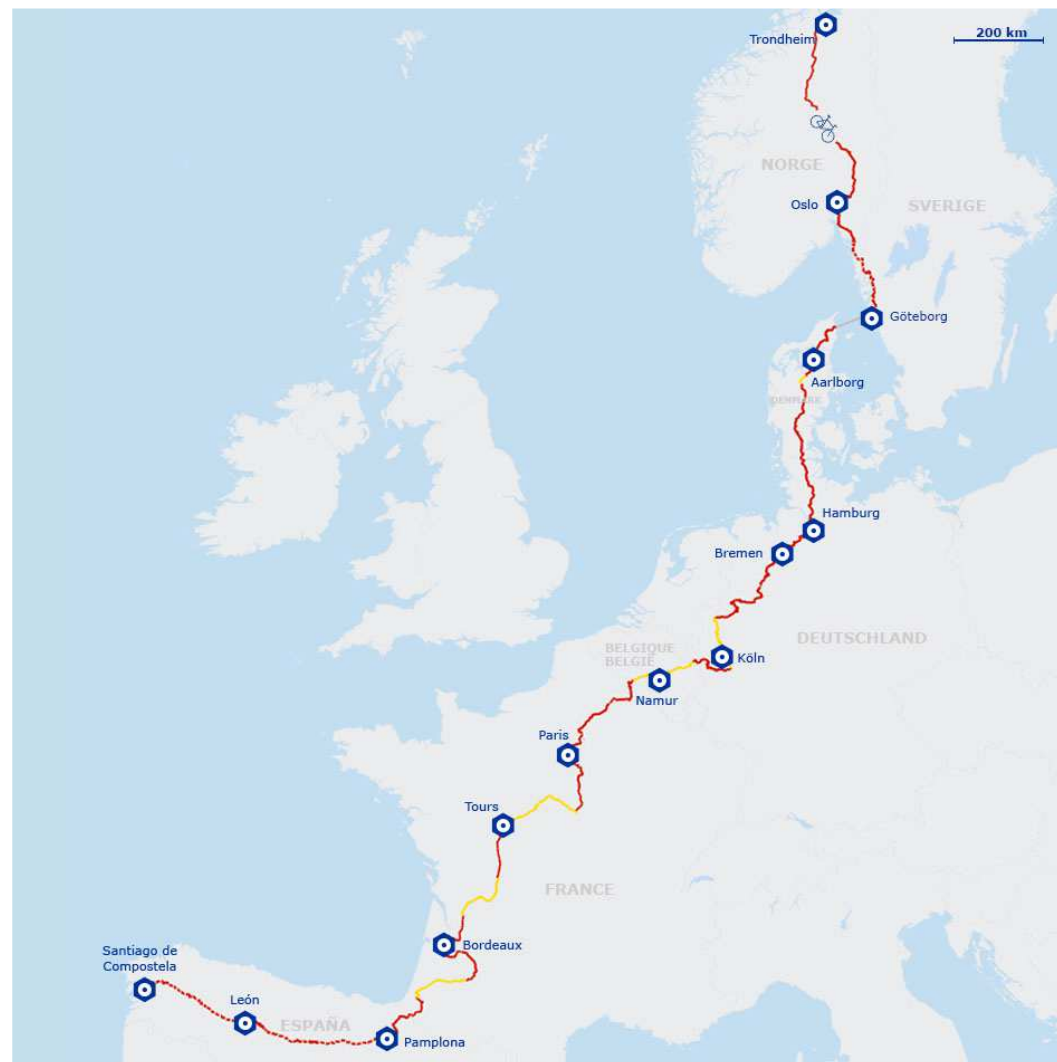 Trondheim
200 km
NORGE
Oslo
SVERIGE
Göteborg
Aarlborg
DENMARK
Hamburg
Bremen
DEUTSCHLAND
BELGIQUE
BELGIË
Köln
Namur
Paris
Tours
FRANCE
Bordeaux
Santiago de
Compostela
León
ESPAÑA
Pamplona